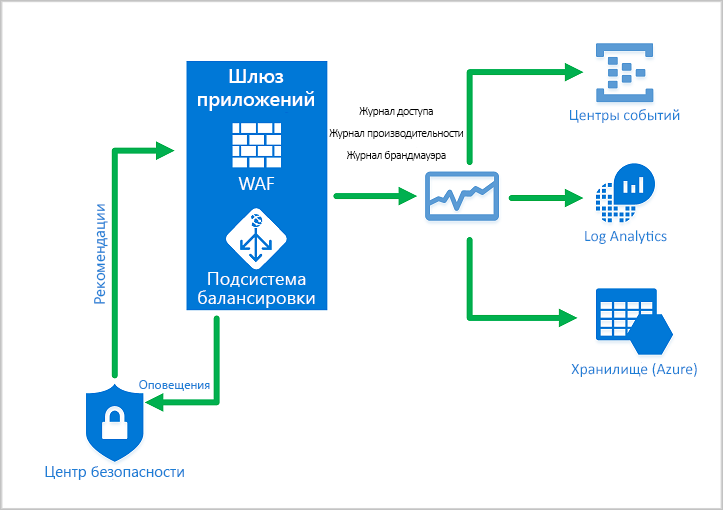 Шлюз
приложений
WAF
Подсистема
балансировки
Журнал доступа
Журнал производительности
Журнал брандмауэра
Центры событий
Log Analytics
Хранилище (Azure)
Рекомендации
Оповещения
Центр безопасности